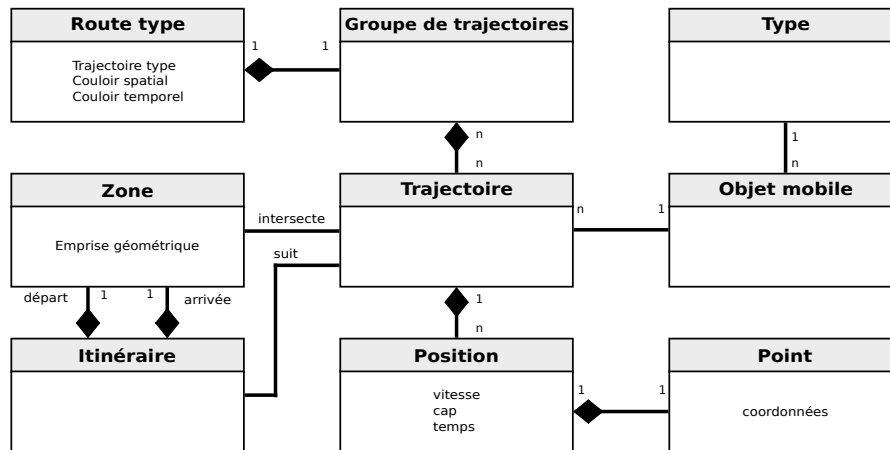 Route type
Trajectoire type
Couloir spatial
Couloir temporel
1
1
Groupe de trajectoires
Type
n
n
1
n
Zone
Emprise géométrique
intersecte
suit
Trajectoire
n
1
Objet mobile
départ
1
1
arrivée
1
n
Itinéraire
Position
vitesse
cap
temps
1
1
Point
coordonnées